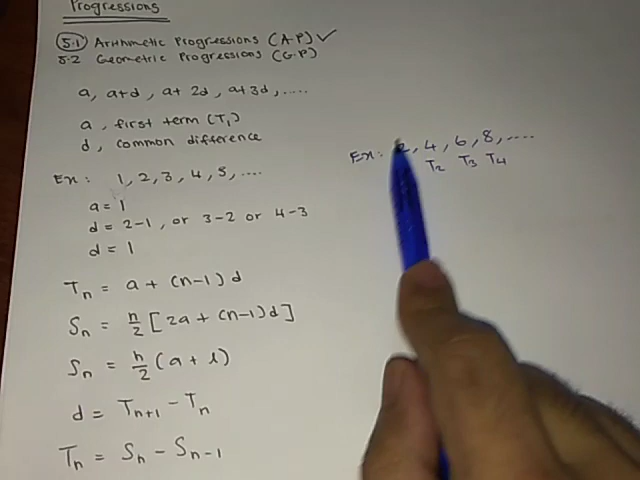 Progressions
5.1 Arithmetic Progressions (A.P) ✓
5.2 Geometric Progressions (G.P)
a, a+d, a+2d, a+3d, .....
a, first term (T₁)
d, common difference
Ex: 1, 2, 3, 4, 5, ....
a = 1
d = 2-1, or 3-2 or 4-3
d = 1
Tn = a + (n-1)d
Sn = n/2 [2a + (n-1)d]
Sn = n/2 (a + l)
d = Tn+1 - Tn
Tn = Sn - Sn-1
Ex: 2, 4, 6, 8, ....
T2 T3 T4